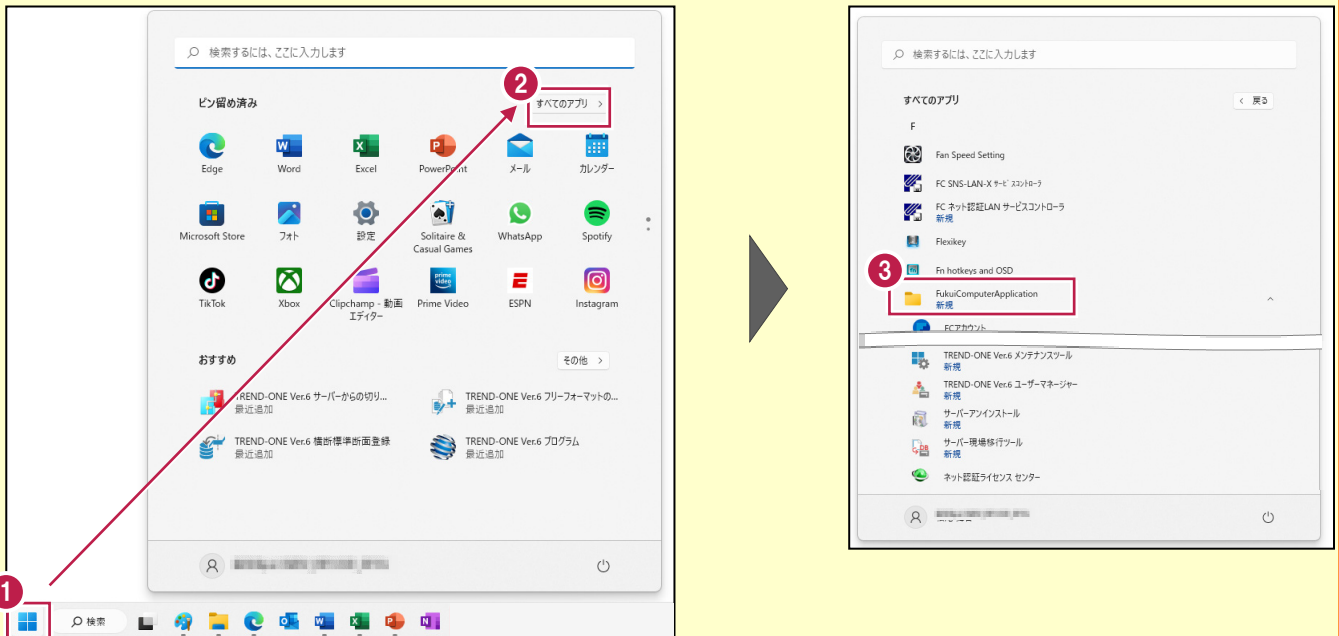 検索するには、ここに入力します
2
ピン留め済み
すべてのアプリ >
Edge
Word
Excel
PowerPoint
メール
カレンダー
Microsoft Store
フォト
設定
Solitaire &
Casual Games
WhatsApp
Spotify
TikTok
Xbox
Clipchamp - 動画
エディター
prime
video
Prime Video
ESPN
Instagram
おすすめ
その他 >
TREND-ONE Ver.6 サーバーからの切り...
最近追加
TREND-ONE Ver.6 フリーフォーマットの...
最近追加
TREND-ONE Ver.6 横断標準断面登録
最近追加
TREND-ONE Ver.6 プログラム
最近追加
1
検索
検索するには、ここに入力します
すべてのアプリ
< 戻る
F
Fan Speed Setting
FC SNS-LAN-X サービスコントローラ
FC ネット認証LAN サービスコントローラ
新規
Flexikey
3
Fn hotkeys and OSD
FukuiComputerApplication
新規
FCアカウント
TREND-ONE Ver.6 メンテナンスツール
新規
TREND-ONE Ver.6 ユーザーマネージャー
新規
サーバーアンインストール
新規
サーバー現場移行ツール
新規
ネット認証ライセンス センター